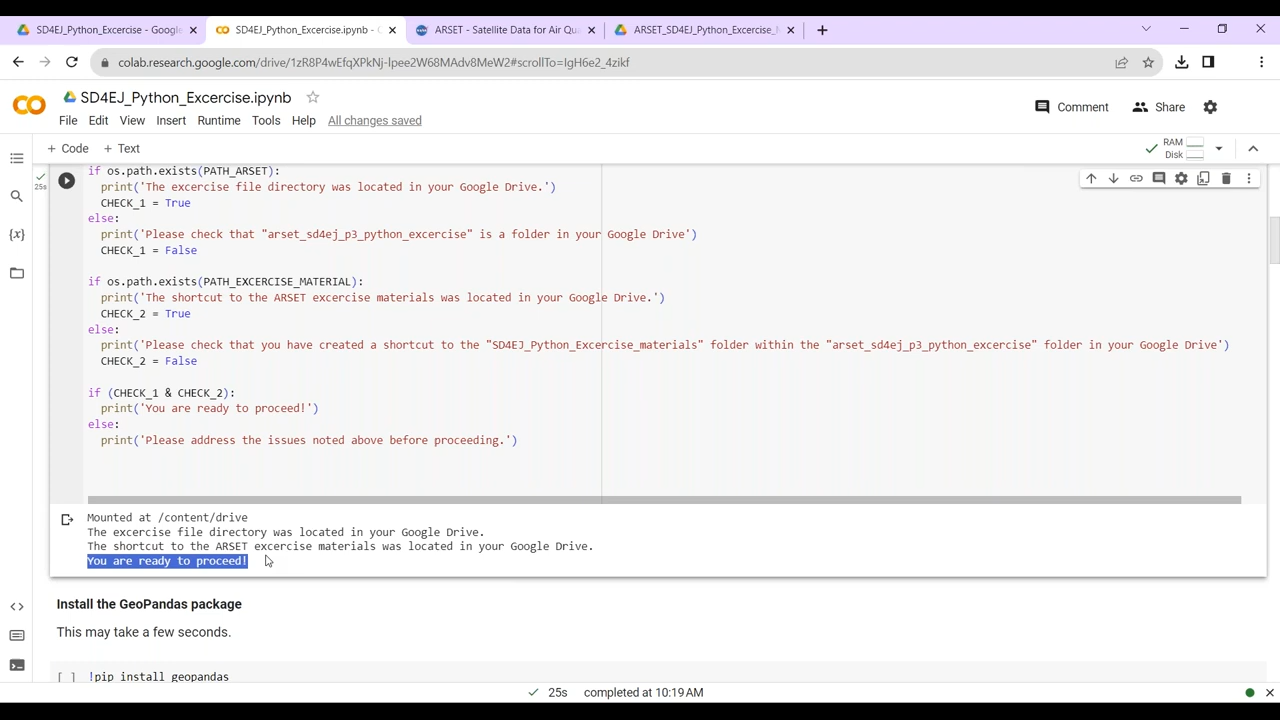 SD4EJ_Python_Excercise - Google
SD4EJ_Python_Excercise.ipynb - C
ARSET - Satellite Data for Air Qua
ARSET_SD4EJ_Python_Excercise_M
colab.research.google.com/drive/1zR8P4wEfqXPkNj-lpee2W68MAdv8MeW2#scrollTo=IgH6e2_4zikf
SD4EJ_Python_Excercise.ipynb
Comment
Share
File Edit View Insert Runtime Tools Help All changes saved
+ Code + Text
RAM
Disk
25s
if os.path.exists(PATH_ARSET):
print('The excercise file directory was located in your Google Drive.')
CHECK_1 = True
else:
print('Please check that "arset_sd4ej_p3_python_excercise" is a folder in your Google Drive')
CHECK_1 = False
if os.path.exists(PATH_EXCERCISE_MATERIAL):
print('The shortcut to the ARSET excercise materials was located in your Google Drive.')
CHECK_2 = True
else:
print('Please check that you have created a shortcut to the "SD4EJ_Python_Excercise_materials" folder within the "arset_sd4ej_p3_python_excercise" folder in your Google Drive')
CHECK_2 = False
if (CHECK_1 & CHECK_2):
print('You are ready to proceed!')
else:
print('Please address the issues noted above before proceeding.')
Mounted at /content/drive
The excercise file directory was located in your Google Drive.
The shortcut to the ARSET excercise materials was located in your Google Drive.
You are ready to proceed!
Install the GeoPandas package
This may take a few seconds.
[ ] !pip install geopandas
25s completed at 10:19 AM